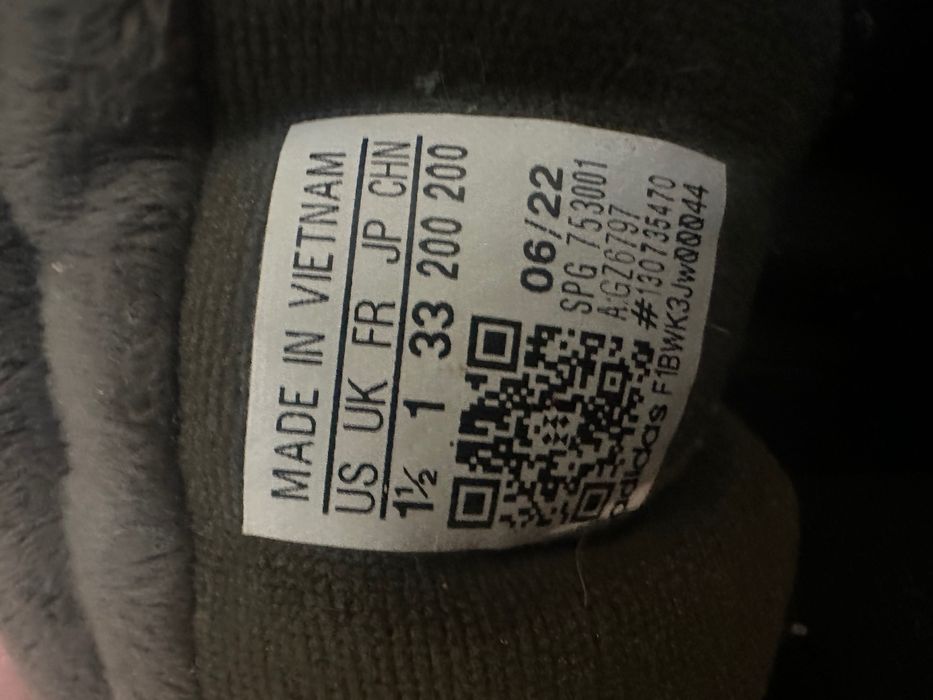 MADE IN VIETNAM
US UK FR JP CHN
1½ 1 33 200 200
06/22
SPG 753001
A:GZ6797
#130735470
adidas F1BWK3JwQQQ44